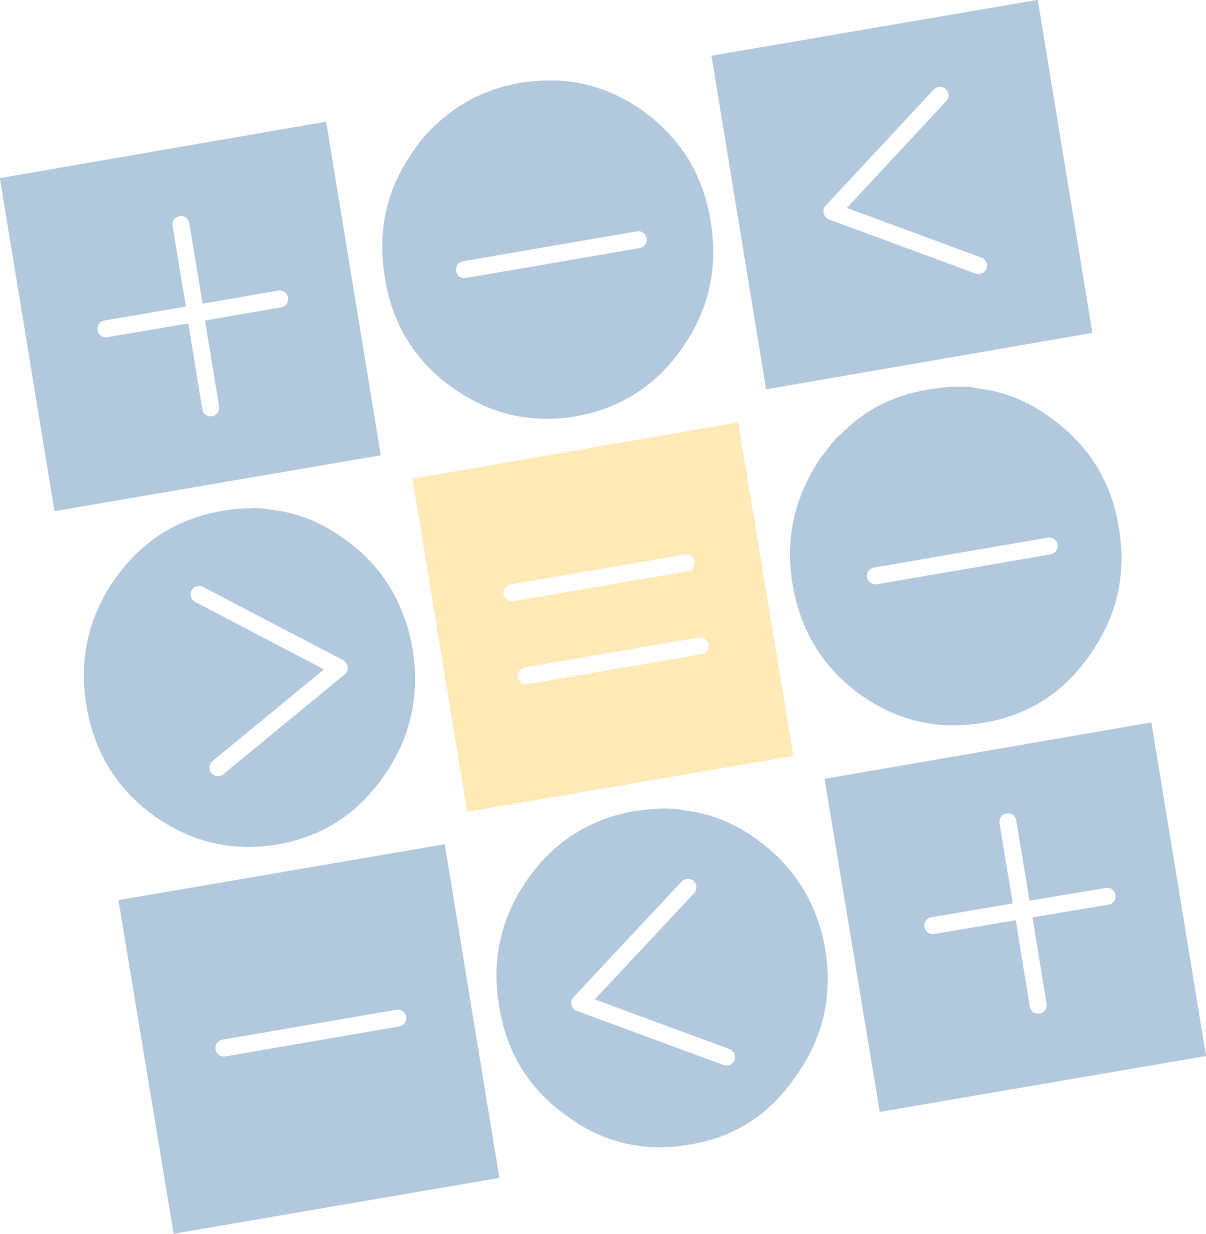 + − <
> = −
− < +